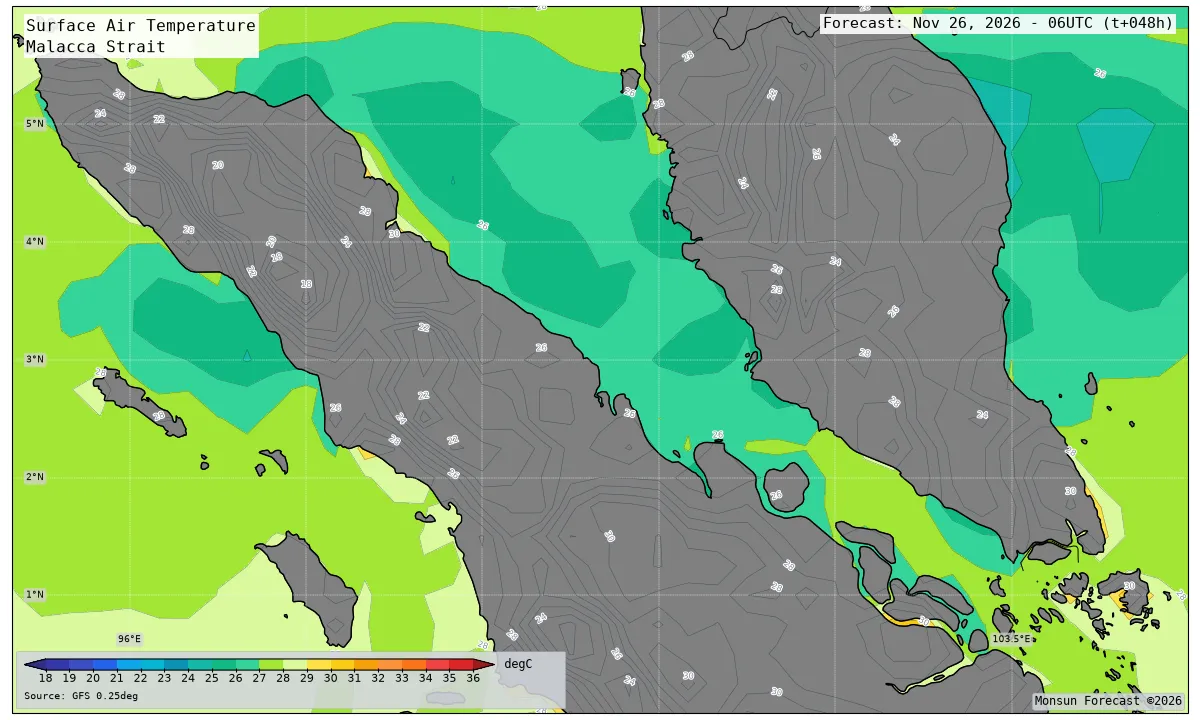 Surface Air Temperature
Malacca Strait
Forecast: Nov 26, 2026 - 06UTC (t+048h)
5°N
4°N
3°N
2°N
1°N
96°E
103.5°E
18 19 20 21 22 23 24 25 26 27 28 29 30 31 32 33 34 35 36
degC
Source: GFS 0.25deg
Monsun Forecast ©2026